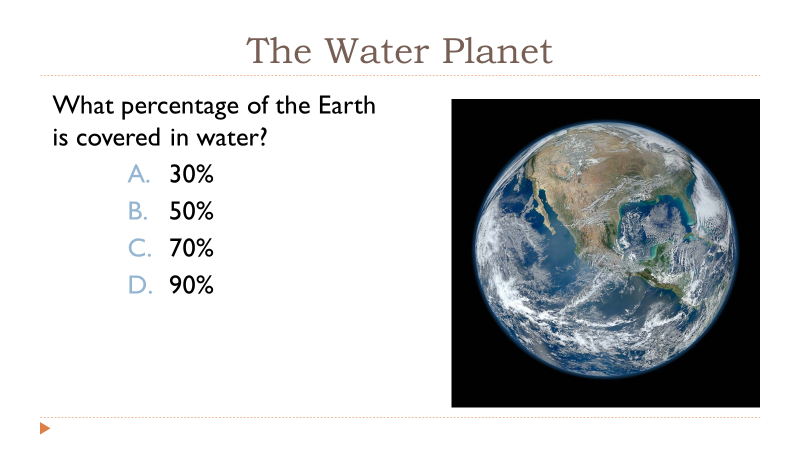 The Water Planet
What percentage of the Earth
is covered in water?
A. 30%
B. 50%
C. 70%
D. 90%